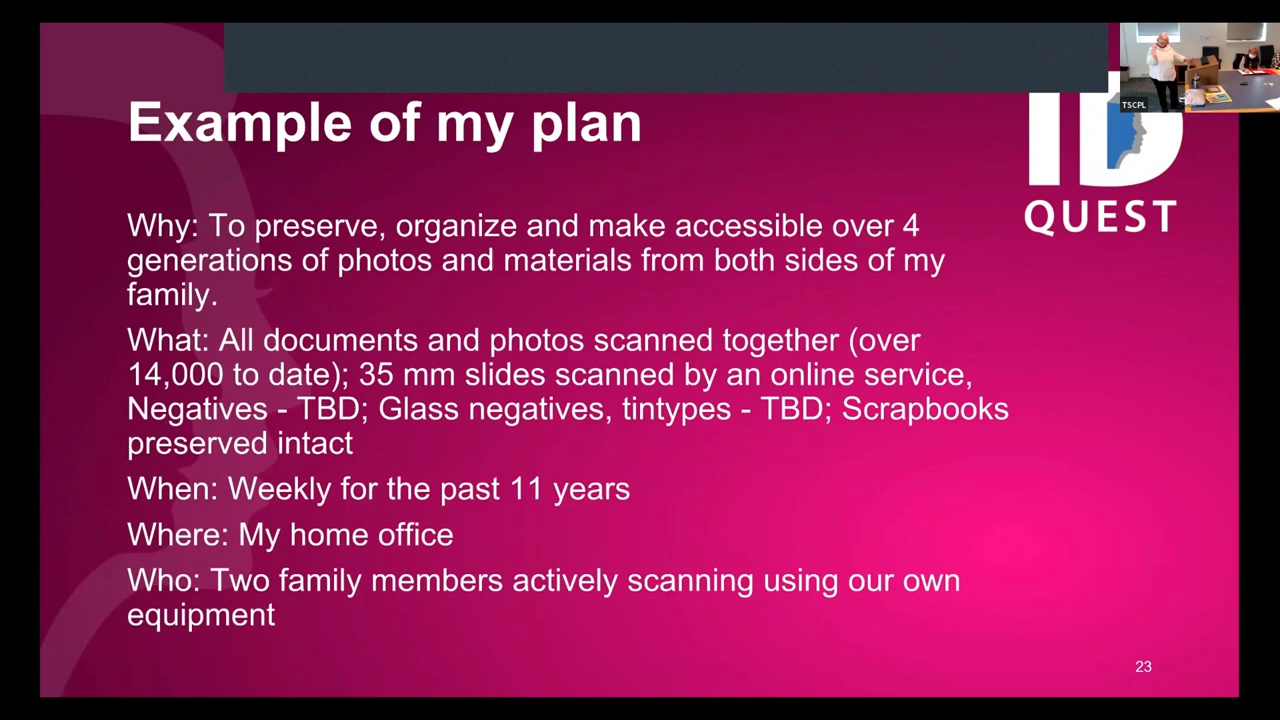 TSCPL
Example of my plan
ID
QUEST
Why: To preserve, organize and make accessible over 4
generations of photos and materials from both sides of my
family.
What: All documents and photos scanned together (over
14,000 to date); 35 mm slides scanned by an online service,
Negatives - TBD; Glass negatives, tintypes - TBD; Scrapbooks
preserved intact
When: Weekly for the past 11 years
Where: My home office
Who: Two family members actively scanning using our own
equipment
23